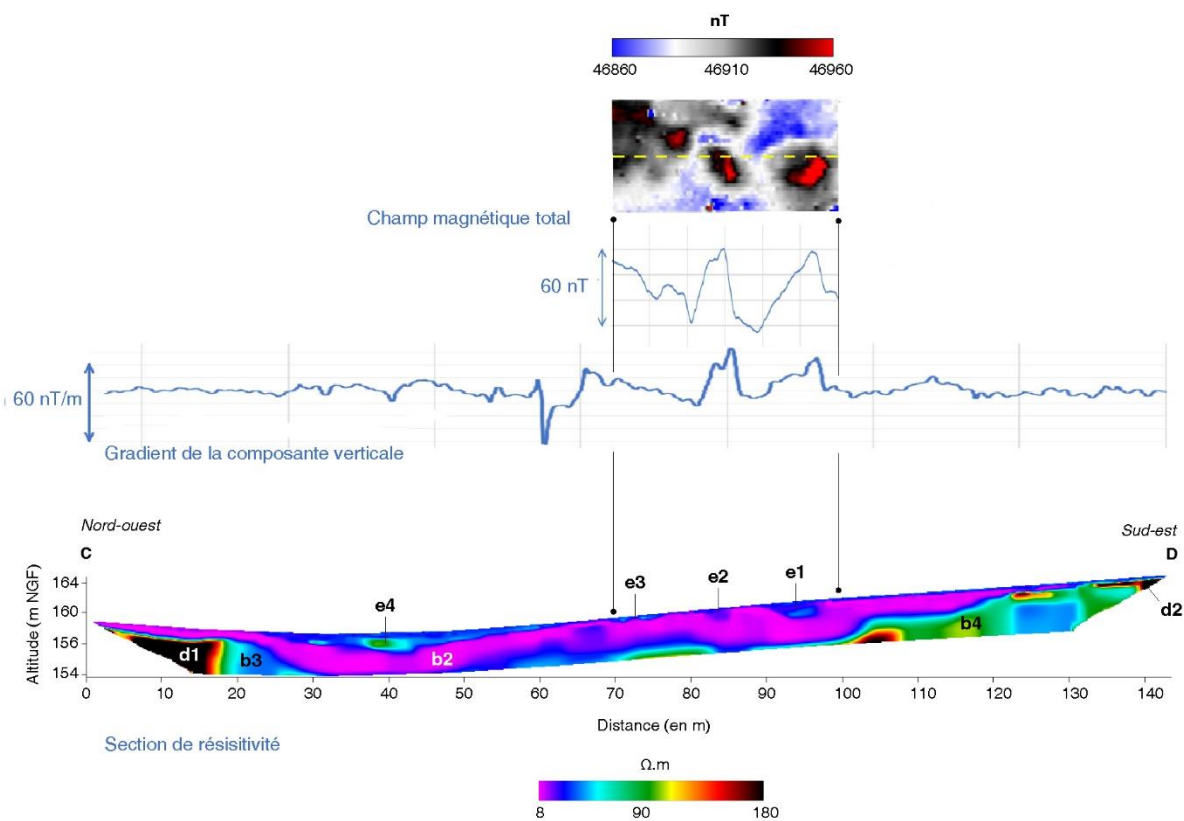 nT
46860 46910 46960
Champ magnétique total
60 nT
60 nT/m
Gradient de la composante verticale
Nord-ouest
Sud-est
C
D
Altitude (m NGF)
164
160
156
154
e4
e3
e2
e1
d2
d1
b3
b2
b4
0 10 20 30 40 50 60 70 80 90 100 110 120 130 140
Distance (en m)
Section de résisitivité
Ω.m
8 90 180